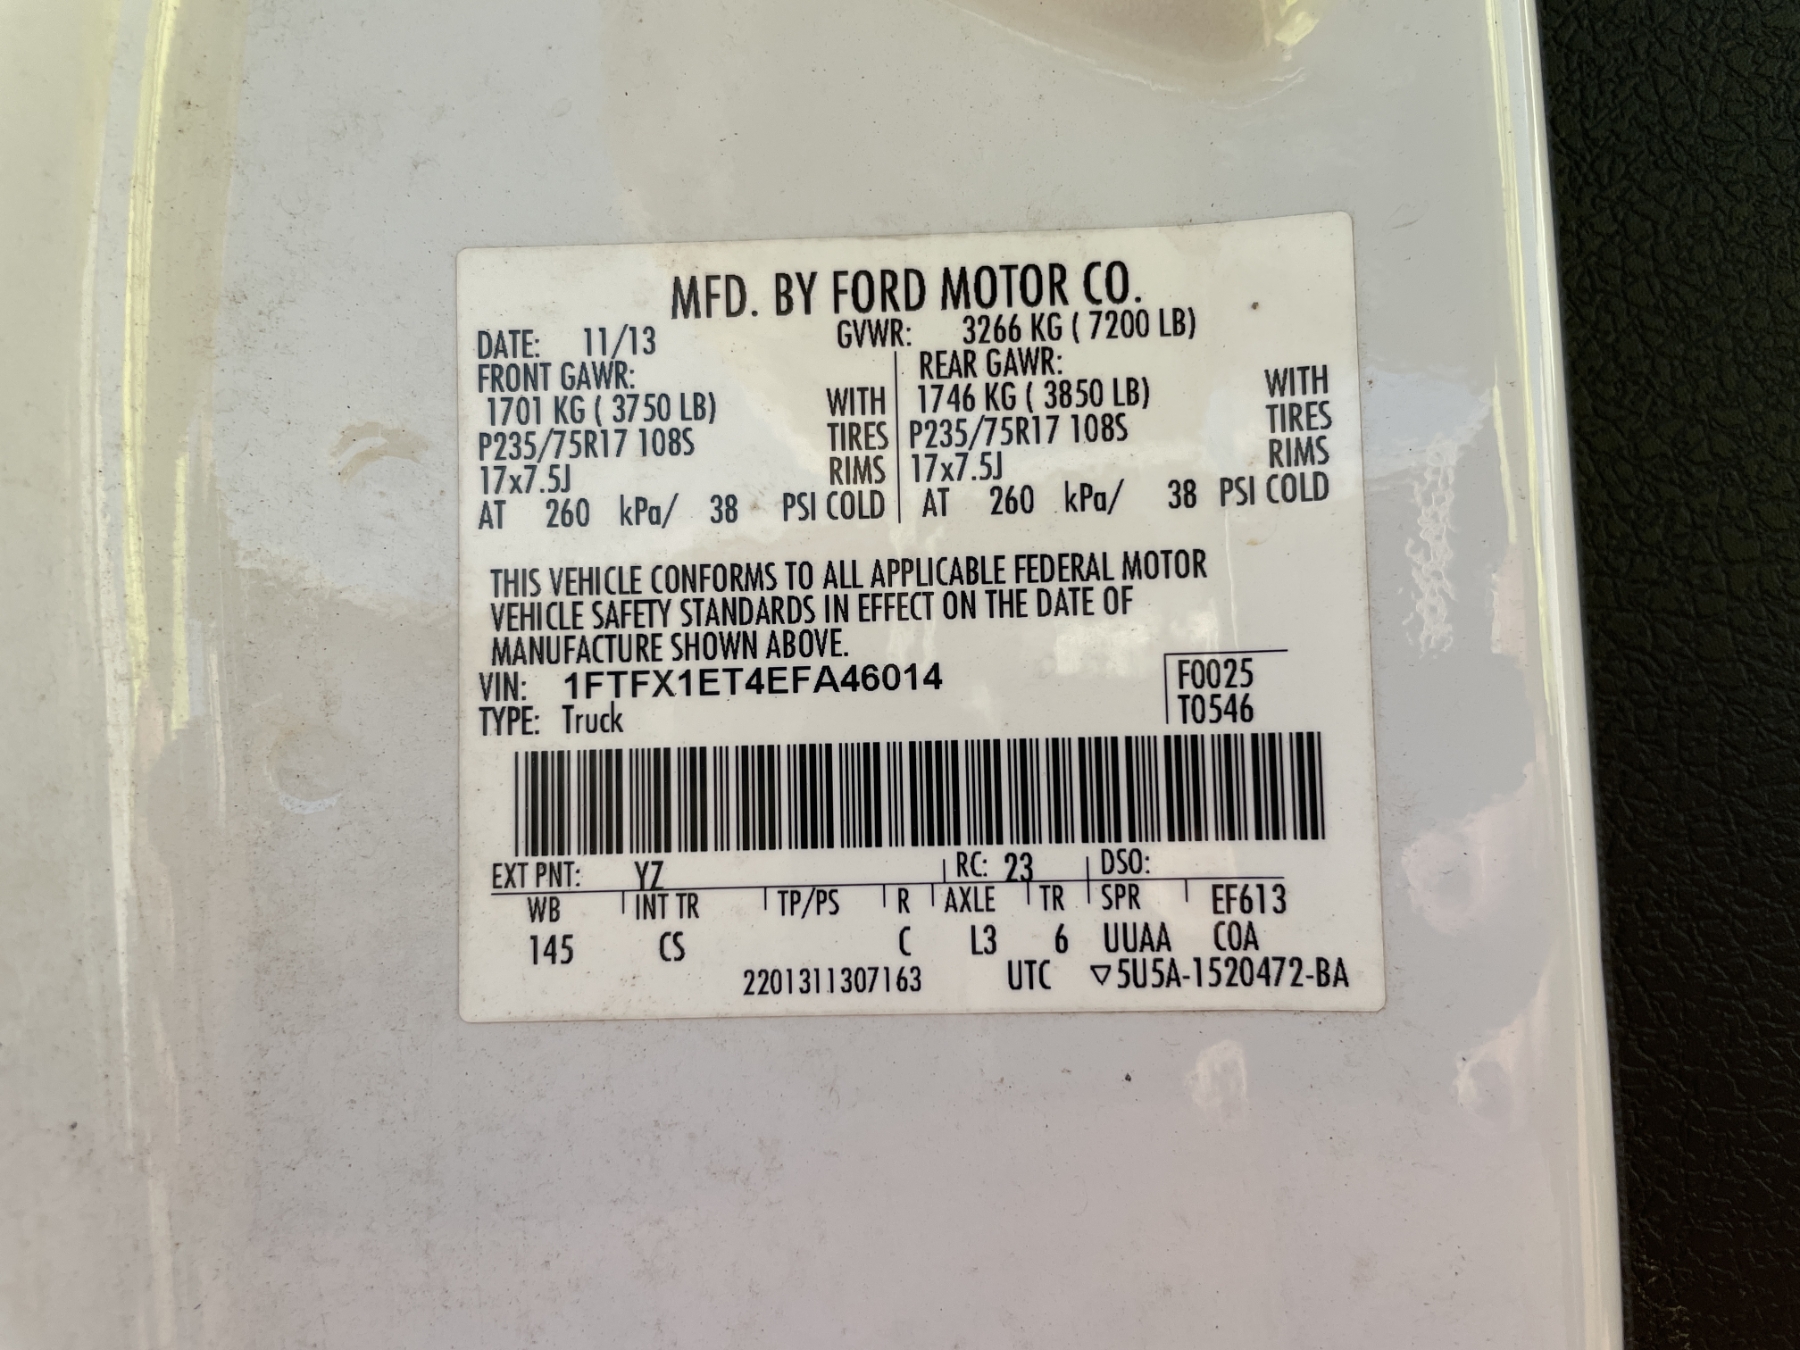 MFD. BY FORD MOTOR CO.
DATE: 11/13 GVWR: 3266 KG ( 7200 LB)
FRONT GAWR: REAR GAWR:
1701 KG ( 3750 LB) WITH 1746 KG ( 3850 LB) WITH
P235/75R17 108S TIRES P235/75R17 108S TIRES
17x7.5J RIMS 17x7.5J RIMS
AT 260 kPa/ 38 PSI COLD AT 260 kPa/ 38 PSI COLD
THIS VEHICLE CONFORMS TO ALL APPLICABLE FEDERAL MOTOR
VEHICLE SAFETY STANDARDS IN EFFECT ON THE DATE OF
MANUFACTURE SHOWN ABOVE.
VIN: 1FTFX1ET4EFA46014 F0025
TYPE: Truck T0546
EXT PNT: YZ RC: 23 DSO:
WB INT TR TP/PS R AXLE TR SPR EF613
145 CS C L3 6 UUAA COA
2201311307163 UTC ▽5U5A-1520472-BA